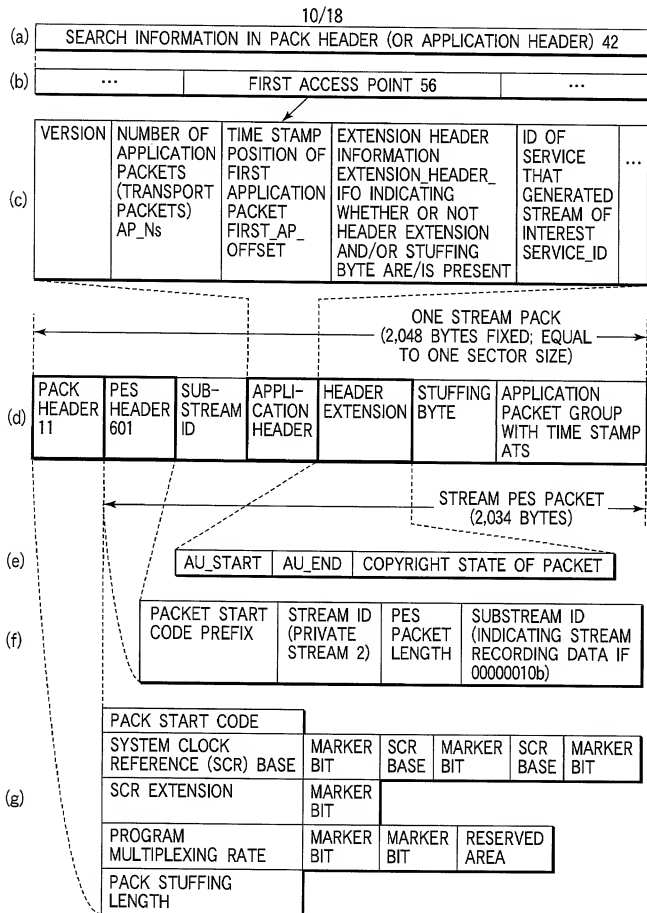 10/18
(a)
SEARCH INFORMATION IN PACK HEADER (OR APPLICATION HEADER) 42
(b)
...
FIRST ACCESS POINT 56
...
(c)
VERSION
NUMBER OF
APPLICATION
PACKETS
(TRANSPORT
PACKETS)
AP_Ns
TIME STAMP
POSITION OF
FIRST
APPLICATION
PACKET
FIRST_AP_
OFFSET
EXTENSION HEADER
INFORMATION
EXTENSION_HEADER_
IFO INDICATING
WHETHER OR NOT
HEADER EXTENSION
AND/OR STUFFING
BYTE ARE/IS PRESENT
ID OF
SERVICE
THAT
GENERATED
STREAM OF
INTEREST
SERVICE_ID
...
ONE STREAM PACK
(2,048 BYTES FIXED; EQUAL
TO ONE SECTOR SIZE)
(d)
PACK
HEADER
11
PES
HEADER
601
SUB-
STREAM
ID
APPLI-
CATION
HEADER
HEADER
EXTENSION
STUFFING
BYTE
APPLICATION
PACKET GROUP
WITH TIME STAMP
ATS
STREAM PES PACKET
(2,034 BYTES)
(e)
AU_START
AU_END
COPYRIGHT STATE OF PACKET
(f)
PACKET START
CODE PREFIX
STREAM ID
(PRIVATE
STREAM 2)
PES
PACKET
LENGTH
SUBSTREAM ID
(INDICATING STREAM
RECORDING DATA IF
00000010b)
(g)
PACK START CODE
SYSTEM CLOCK
REFERENCE (SCR) BASE
MARKER
BIT
SCR
BASE
MARKER
BIT
SCR
BASE
MARKER
BIT
SCR EXTENSION
MARKER
BIT
PROGRAM
MULTIPLEXING RATE
MARKER
BIT
MARKER
BIT
RESERVED
AREA
PACK STUFFING
LENGTH